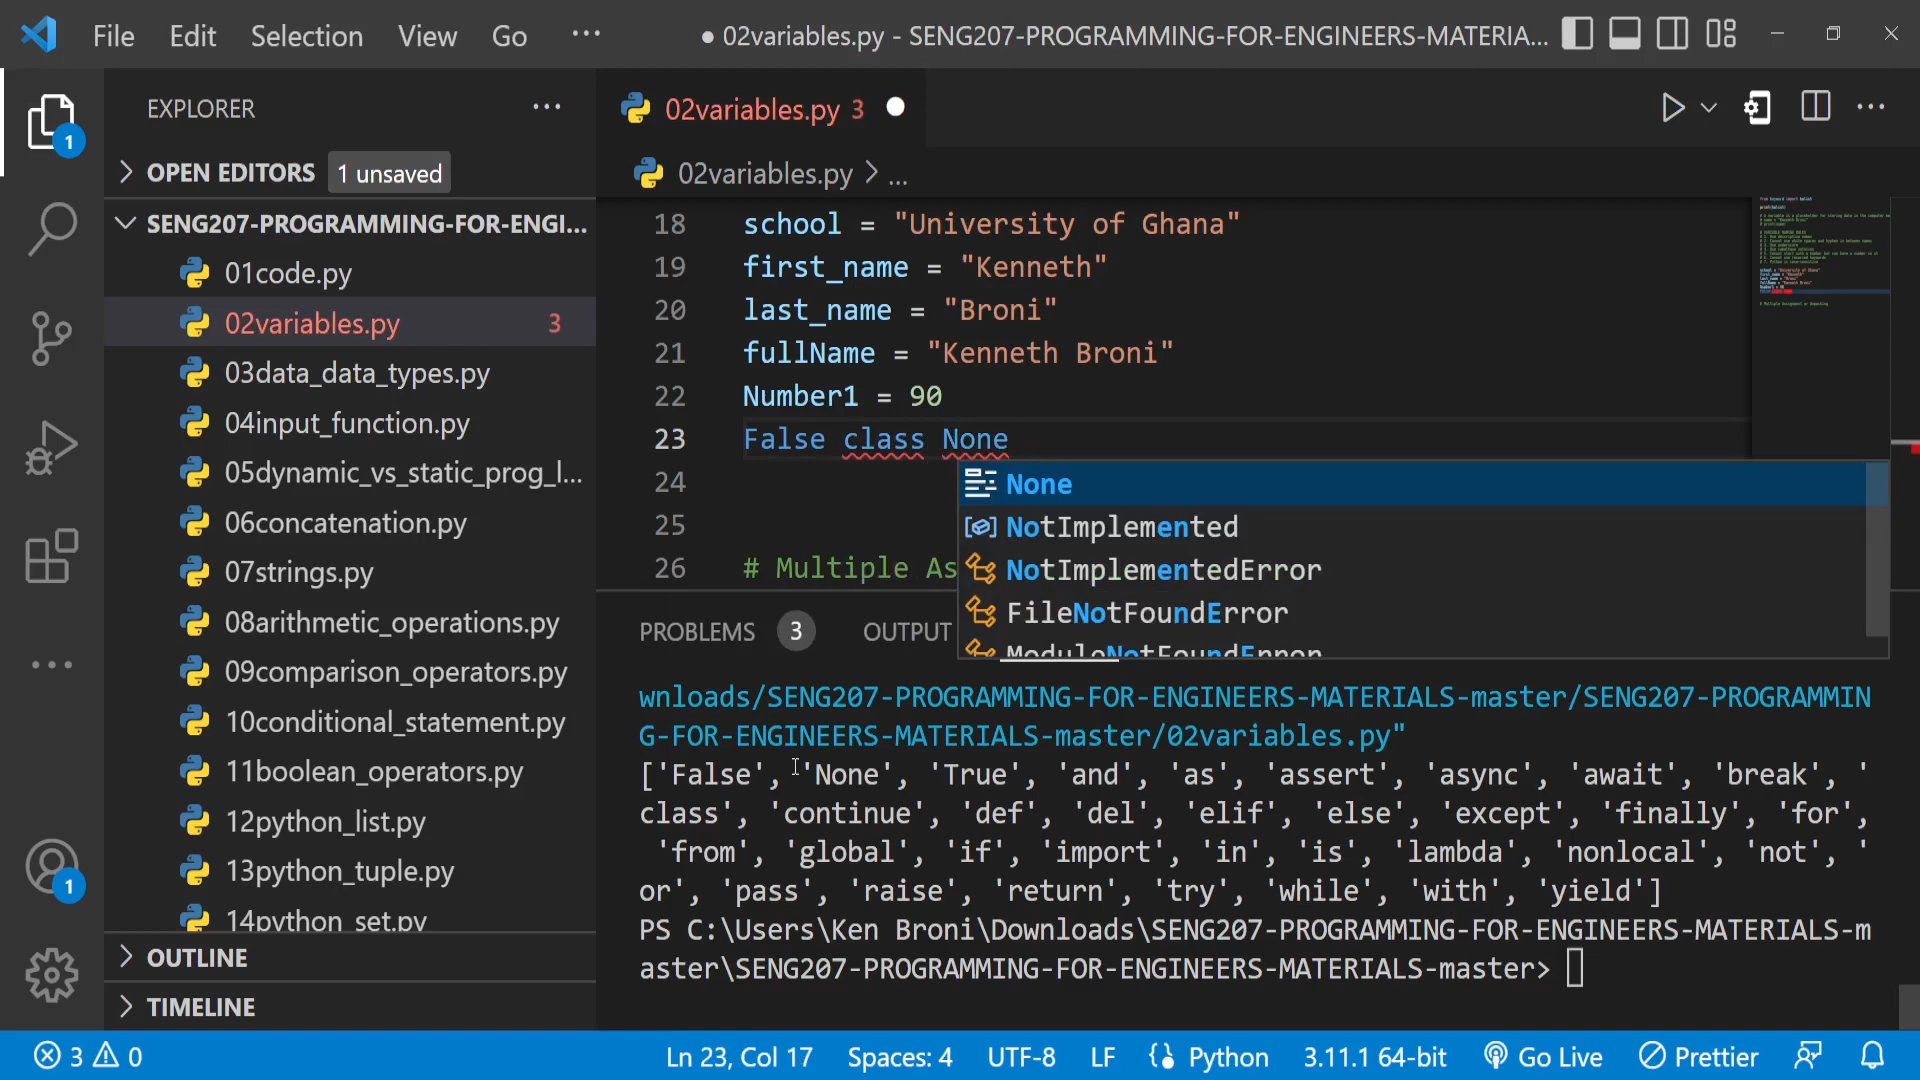 File Edit Selection View Go ··· ● 02variables.py - SENG207-PROGRAMMING-FOR-ENGINEERS-MATERIA...
EXPLORER ···
OPEN EDITORS 1 unsaved
SENG207-PROGRAMMING-FOR-ENGI...
01code.py
02variables.py 3
03data_data_types.py
04input_function.py
05dynamic_vs_static_prog_l...
06concatenation.py
07strings.py
08arithmetic_operations.py
09comparison_operators.py
10conditional_statement.py
11boolean_operators.py
12python_list.py
13python_tuple.py
14python_set.py
OUTLINE
TIMELINE
1
1
02variables.py 3 ●
02variables.py > ...
18 school = "University of Ghana"
19 first_name = "Kenneth"
20 last_name = "Broni"
21 fullName = "Kenneth Broni"
22 Number1 = 90
23 False class None
24
25
26 # Multiple As
None
NotImplemented
NotImplementedError
FileNotFoundError
ModuleNotFoundError
PROBLEMS 3 OUTPUT
wnloads/SENG207-PROGRAMMING-FOR-ENGINEERS-MATERIALS-master/SENG207-PROGRAMMIN
G-FOR-ENGINEERS-MATERIALS-master/02variables.py"
['False', 'None', 'True', 'and', 'as', 'assert', 'async', 'await', 'break', '
class', 'continue', 'def', 'del', 'elif', 'else', 'except', 'finally', 'for',
'from', 'global', 'if', 'import', 'in', 'is', 'lambda', 'nonlocal', 'not', '
or', 'pass', 'raise', 'return', 'try', 'while', 'with', 'yield']
PS C:\Users\Ken Broni\Downloads\SENG207-PROGRAMMING-FOR-ENGINEERS-MATERIALS-m
aster\SENG207-PROGRAMMING-FOR-ENGINEERS-MATERIALS-master>
3 0 Ln 23, Col 17 Spaces: 4 UTF-8 LF Python 3.11.1 64-bit Go Live Prettier